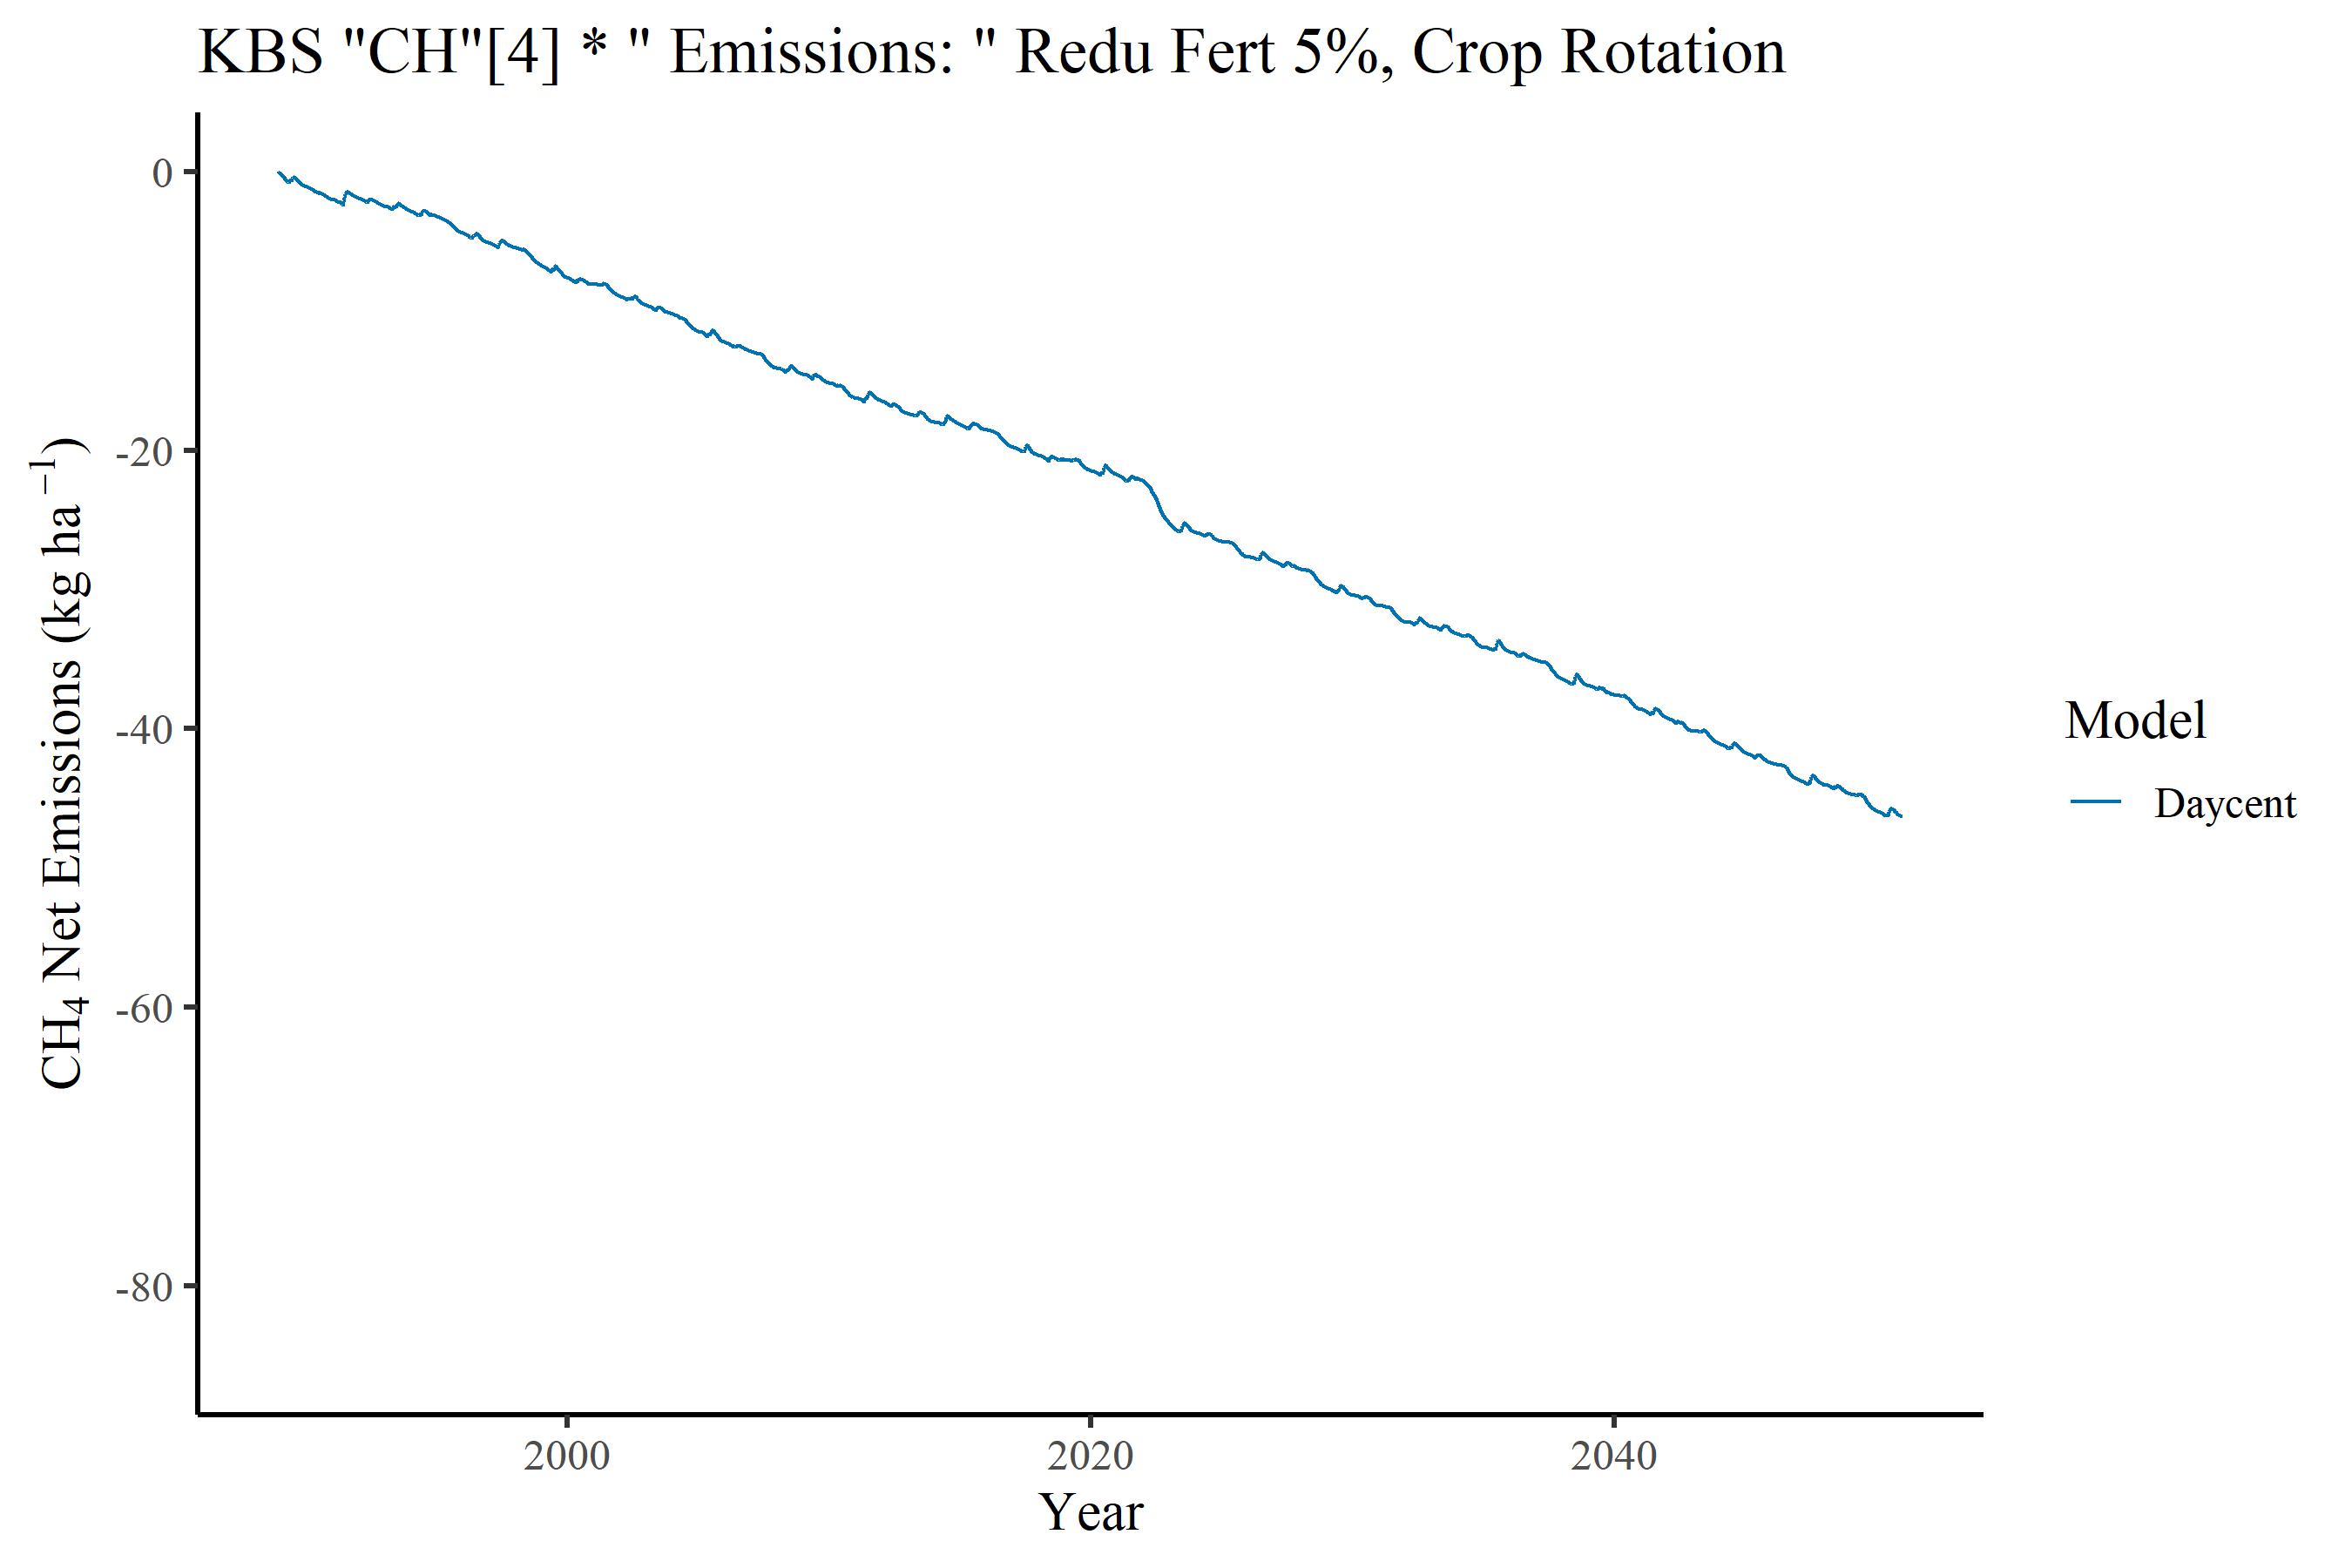 KBS "CH"[4] * " Emissions: " Redu Fert 5%, Crop Rotation
CH₄ Net Emissions (kg ha ⁻¹)
0
-20
-40
-60
-80
2000 2020 2040
Year
Model
Daycent